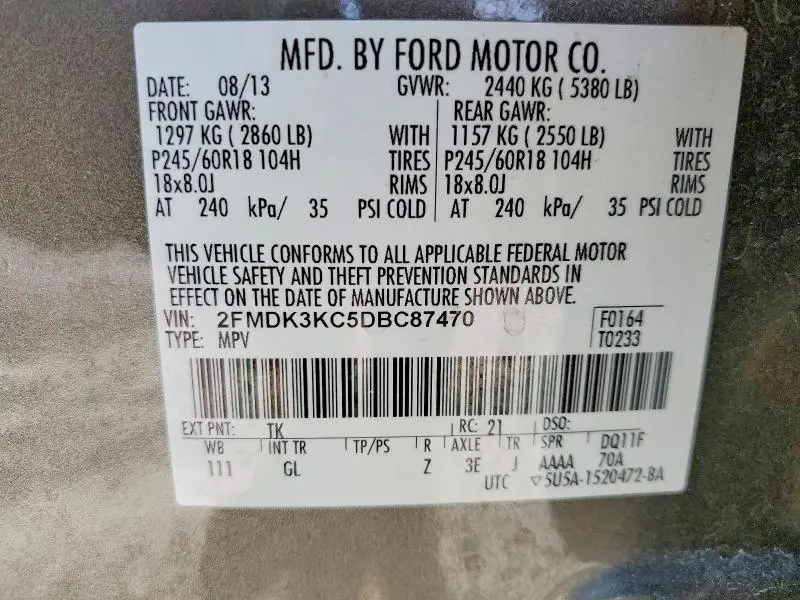 MFD. BY FORD MOTOR CO.
DATE: 08/13 GVWR: 2440 KG ( 5380 LB)
FRONT GAWR: REAR GAWR:
1297 KG ( 2860 LB) WITH 1157 KG ( 2550 LB) WITH
P245/60R18 104H TIRES P245/60R18 104H TIRES
18x8.0J RIMS 18x8.0J RIMS
AT 240 kPa/ 35 PSI COLD AT 240 kPa/ 35 PSI COLD
THIS VEHICLE CONFORMS TO ALL APPLICABLE FEDERAL MOTOR
VEHICLE SAFETY AND THEFT PREVENTION STANDARDS IN
EFFECT ON THE DATE OF MANUFACTURE SHOWN ABOVE.
VIN: 2FMDK3KC5DBC87470 F0164
TYPE: MPV T0233
EXT PNT: TK RC: 21 DSO:
WB INT TR TP/PS R AXLE TR SPR DQ11F
111 GL Z 3E J AAAA 70A
UTC ▽5U5A-1520472-BA